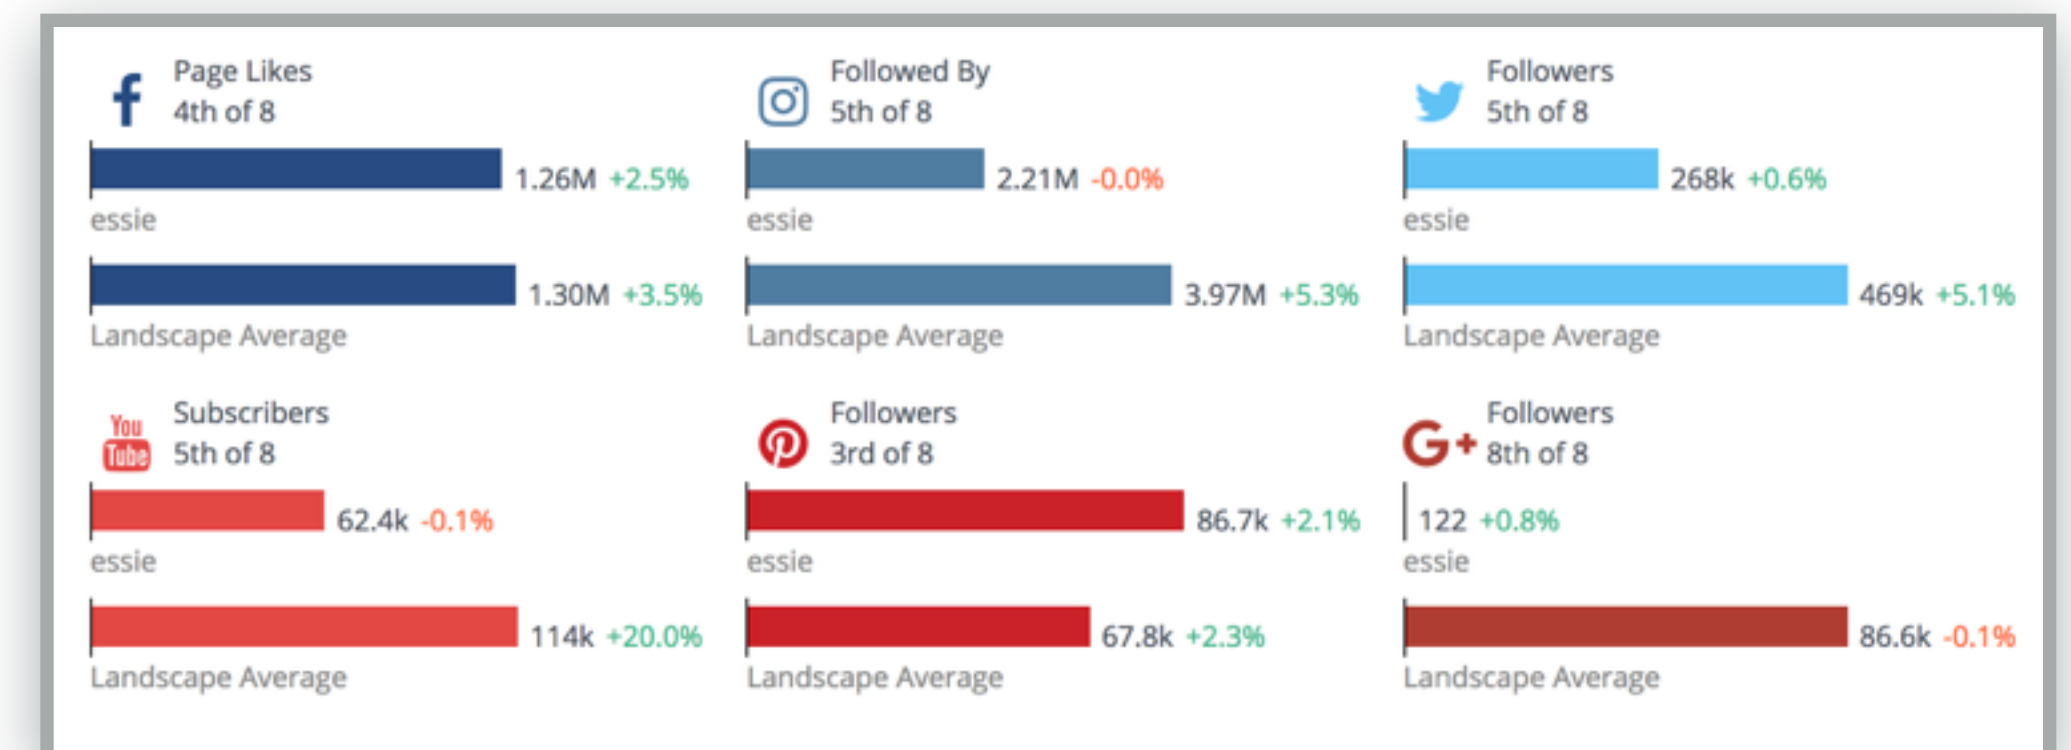 Page Likes
4th of 8
1.26M +2.5%
essie
1.30M +3.5%
Landscape Average
Followed By
5th of 8
2.21M -0.0%
essie
3.97M +5.3%
Landscape Average
Followers
5th of 8
268k +0.6%
essie
469k +5.1%
Landscape Average
You
Tube
Subscribers
5th of 8
62.4k -0.1%
essie
114k +20.0%
Landscape Average
Followers
3rd of 8
86.7k +2.1%
essie
67.8k +2.3%
Landscape Average
G+
Followers
8th of 8
122 +0.8%
essie
86.6k -0.1%
Landscape Average